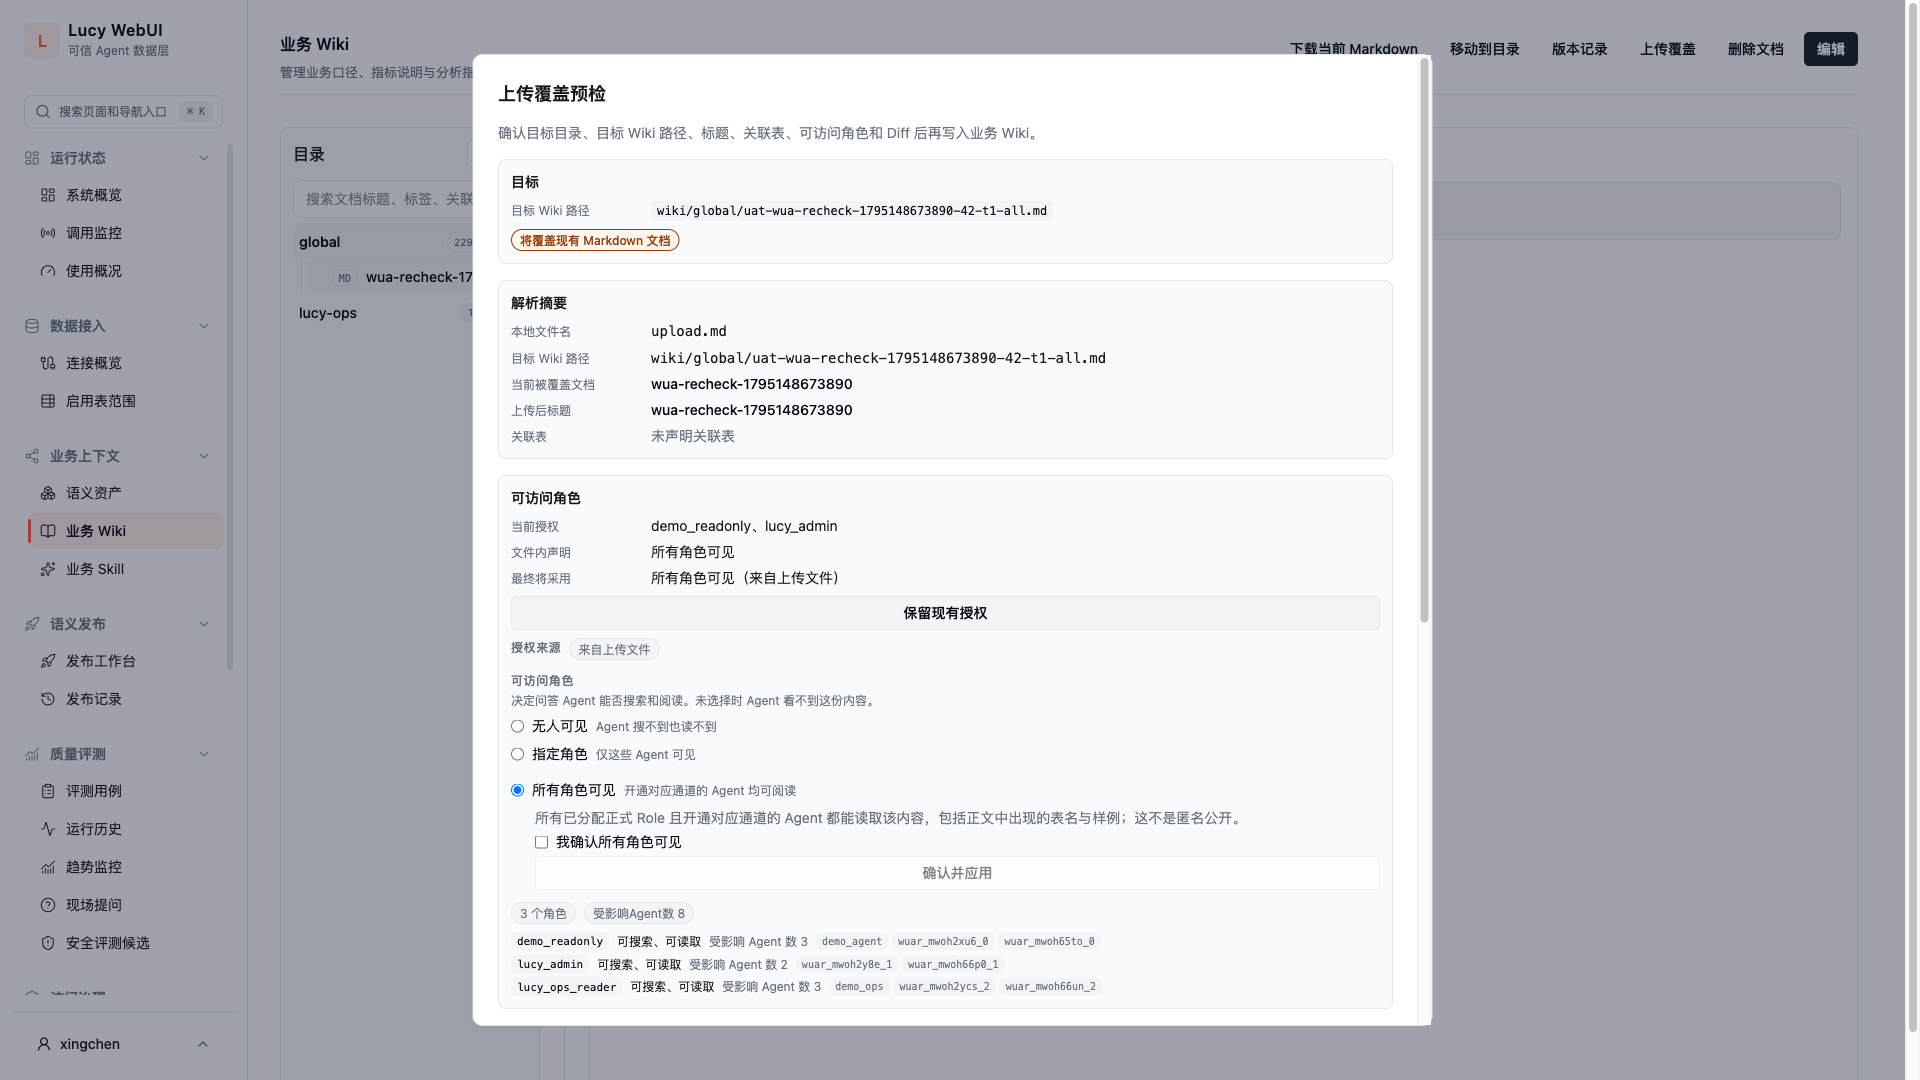 L
Lucy WebUI
可信 Agent 数据层
搜索页面和导航入口
⌘ K
运行状态
系统概览
调用监控
使用概况
数据接入
连接概览
启用表范围
业务上下文
语义资产
业务 Wiki
业务 Skill
语义发布
发布工作台
发布记录
质量评测
评测用例
运行历史
趋势监控
现场提问
安全评测候选
xingchen
业务 Wiki
管理业务口径、指标说明与分析指
下载当前 Markdown
移动到目录
版本记录
上传覆盖
删除文档
编辑
目录
搜索文档标题、标签、关联
global
229
MD
wua-recheck-17
lucy-ops
1
上传覆盖预检
确认目标目录、目标 Wiki 路径、标题、关联表、可访问角色和 Diff 后再写入业务 Wiki。
目标
目标 Wiki 路径
wiki/global/uat-wua-recheck-1795148673890-42-t1-all.md
将覆盖现有 Markdown 文档
解析摘要
本地文件名
upload.md
目标 Wiki 路径
wiki/global/uat-wua-recheck-1795148673890-42-t1-all.md
当前被覆盖文档
wua-recheck-1795148673890
上传后标题
wua-recheck-1795148673890
关联表
未声明关联表
可访问角色
当前授权
demo_readonly、lucy_admin
文件内声明
所有角色可见
最终将采用
所有角色可见（来自上传文件）
保留现有授权
授权来源
来自上传文件
可访问角色
决定问答 Agent 能否搜索和阅读。未选择时 Agent 看不到这份内容。
无人可见 Agent 搜不到也读不到
指定角色 仅这些 Agent 可见
所有角色可见 开通对应通道的 Agent 均可阅读
所有已分配正式 Role 且开通对应通道的 Agent 都能读取该内容，包括正文中出现的表名与样例；这不是匿名公开。
我确认所有角色可见
确认并应用
3 个角色
受影响Agent数 8
demo_readonly 可搜索、可读取 受影响 Agent 数 3 demo_agent wuar_mwoh2xu6_0 wuar_mwoh65to_0
lucy_admin 可搜索、可读取 受影响 Agent 数 2 wuar_mwoh2y8e_1 wuar_mwoh66p0_1
lucy_ops_reader 可搜索、可读取 受影响 Agent 数 3 demo_ops wuar_mwoh2ycs_2 wuar_mwoh66un_2